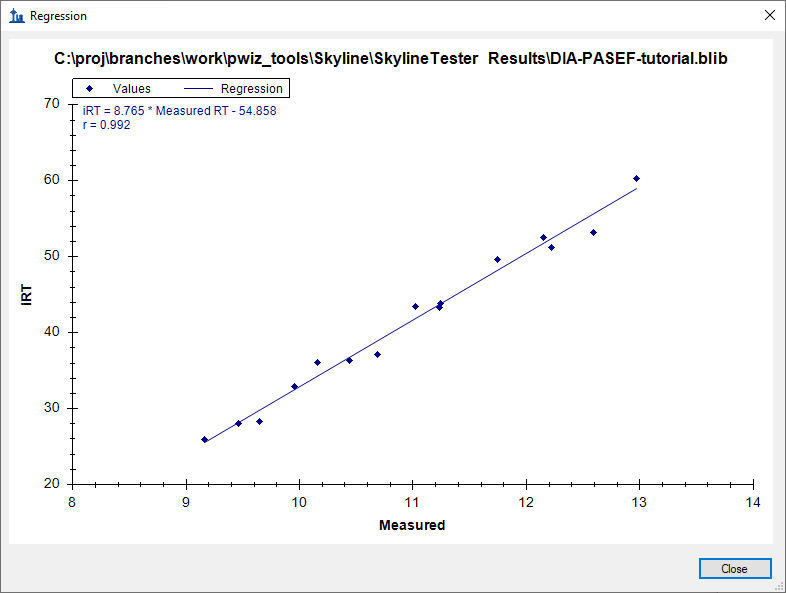 Regression
C:\proj\branches\work\pwiz_tools\Skyline\SkylineTester Results\DIA-PASEF-tutorial.blib
Values Regression
iRT = 8.765 * Measured RT - 54.858
r = 0.992
70
60
50
40
30
20
iRT
8 9 10 11 12 13 14
Measured
Close